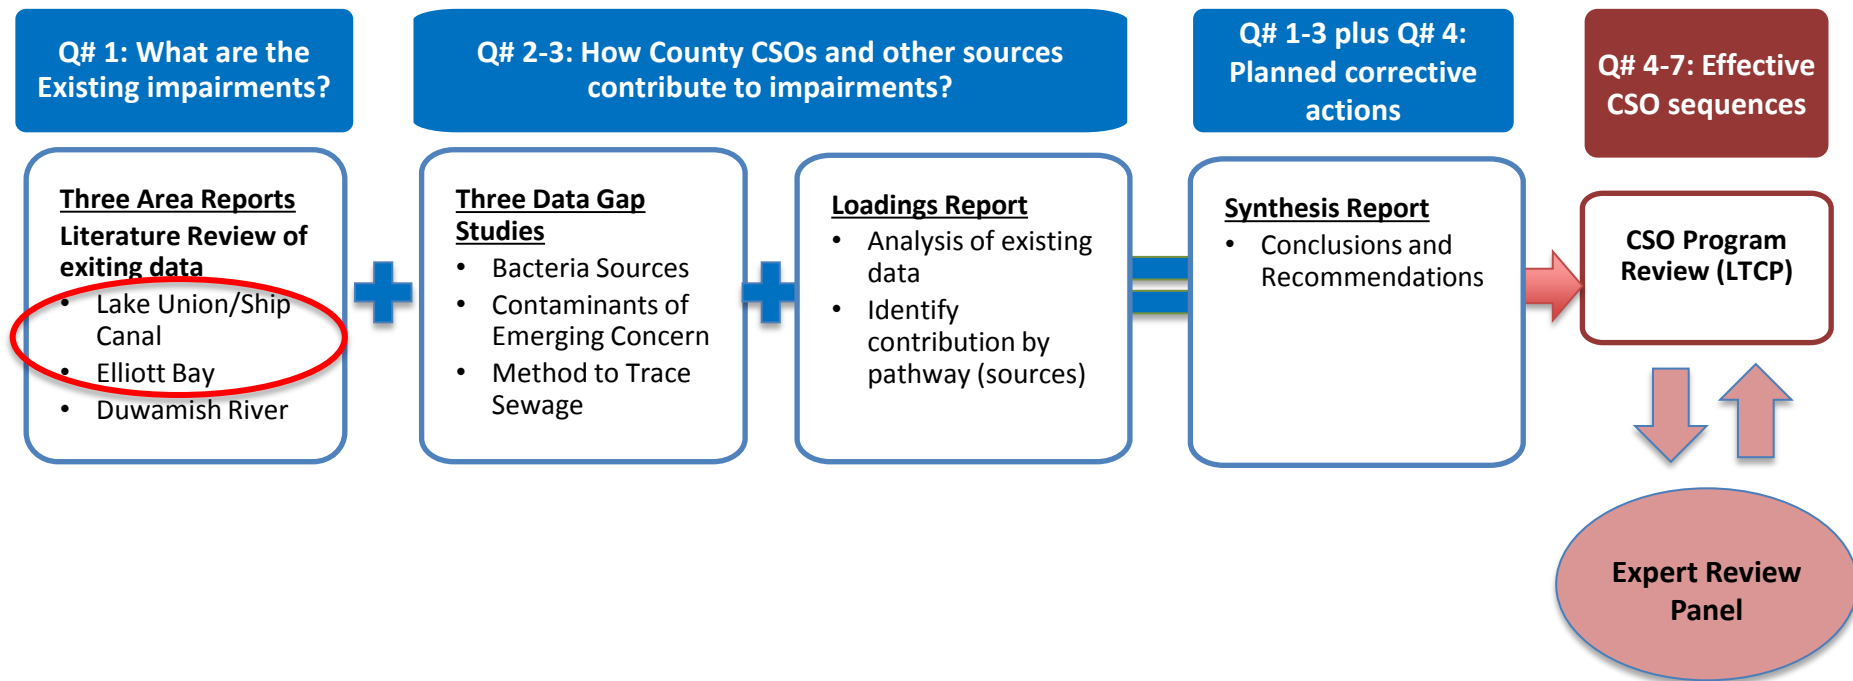 Q# 1: What are the
Existing impairments?
Q# 2-3: How County CSOs and other sources
contribute to impairments?
Q# 1-3 plus Q# 4:
Planned corrective
actions
Q# 4-7: Effective
CSO sequences
Three Area Reports
Literature Review of
exiting data
• Lake Union/Ship
Canal
• Elliott Bay
• Duwamish River
Three Data Gap
Studies
• Bacteria Sources
• Contaminants of
Emerging Concern
• Method to Trace
Sewage
Loadings Report
• Analysis of existing
data
• Identify
contribution by
pathway (sources)
Synthesis Report
• Conclusions and
Recommendations
CSO Program
Review (LTCP)
Expert Review
Panel